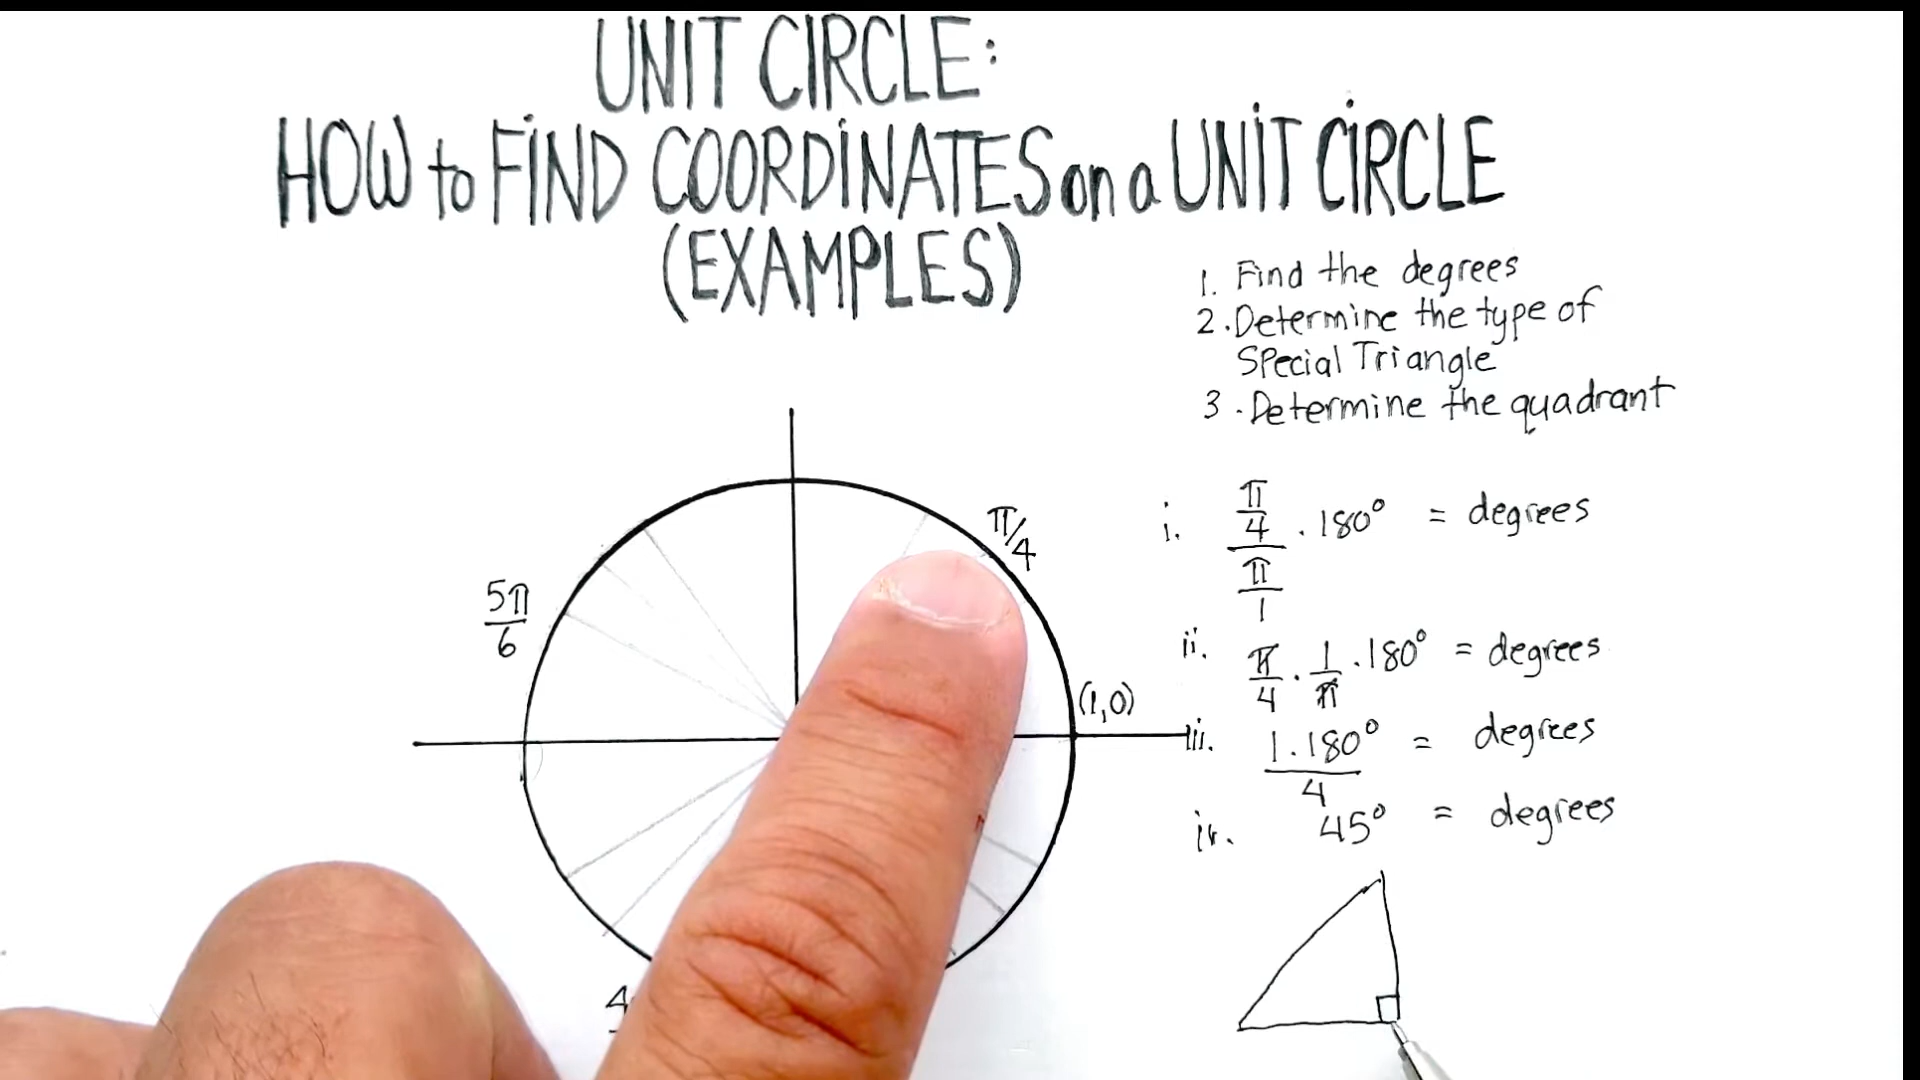 UNIT CIRCLE:
HOW to FIND COORDINATES on a UNIT CIRCLE
(EXAMPLES)
1. Find the degrees
2. Determine the type of
Special Triangle
3. Determine the quadrant
π/4
5π
6
(1,0)
4
i. π/4 / π/1 . 180° = degrees
ii. π/4 . 1/π . 180° = degrees
iii. 1.180°/4 = degrees
iv. 45° = degrees